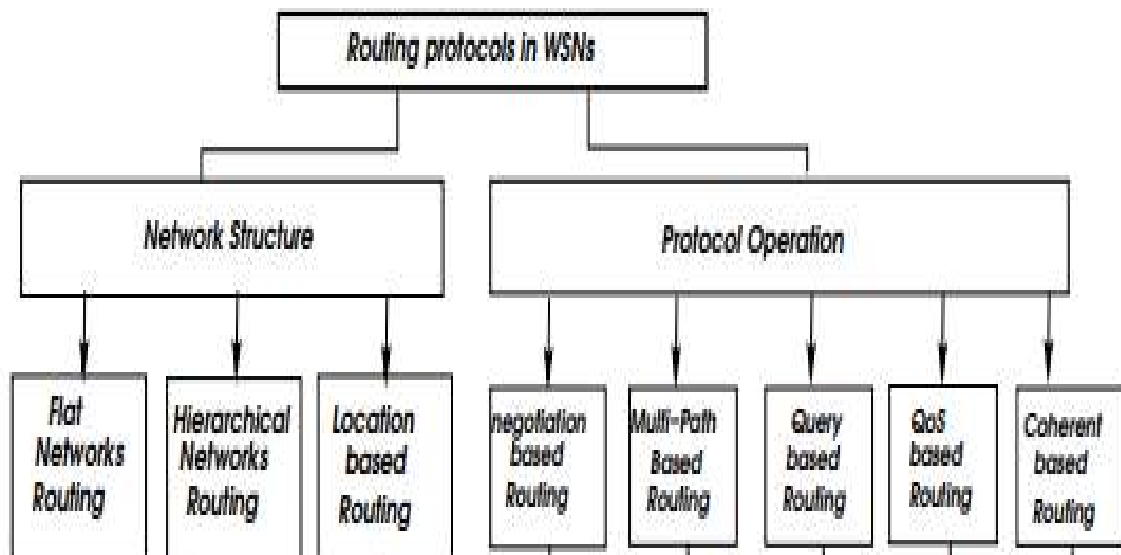 Routing protocols in WSNs
Network Structure
Protocol Operation
Flat
Networks
Routing
Hierarchical
Networks
Routing
Location
based
Routing
negotiation
based
Routing
Multi-Path
Based
Routing
Query
based
Routing
QoS
based
Routing
Coherent
based
Routing